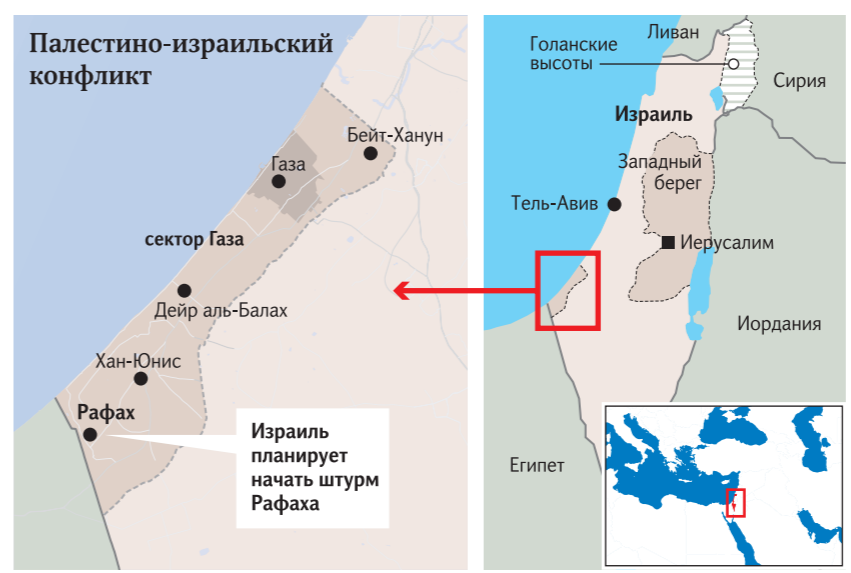 Палестино-израильский
конфликт
Бейт-Ханун
Газа
сектор Газа
Дейр аль-Балах
Хан-Юнис
Рафах
Израиль
планирует
начать штурм
Рафаха
Ливан
Голанские
высоты
Сирия
Израиль
Западный
берег
Тель-Авив
Иерусалим
Иордания
Египет